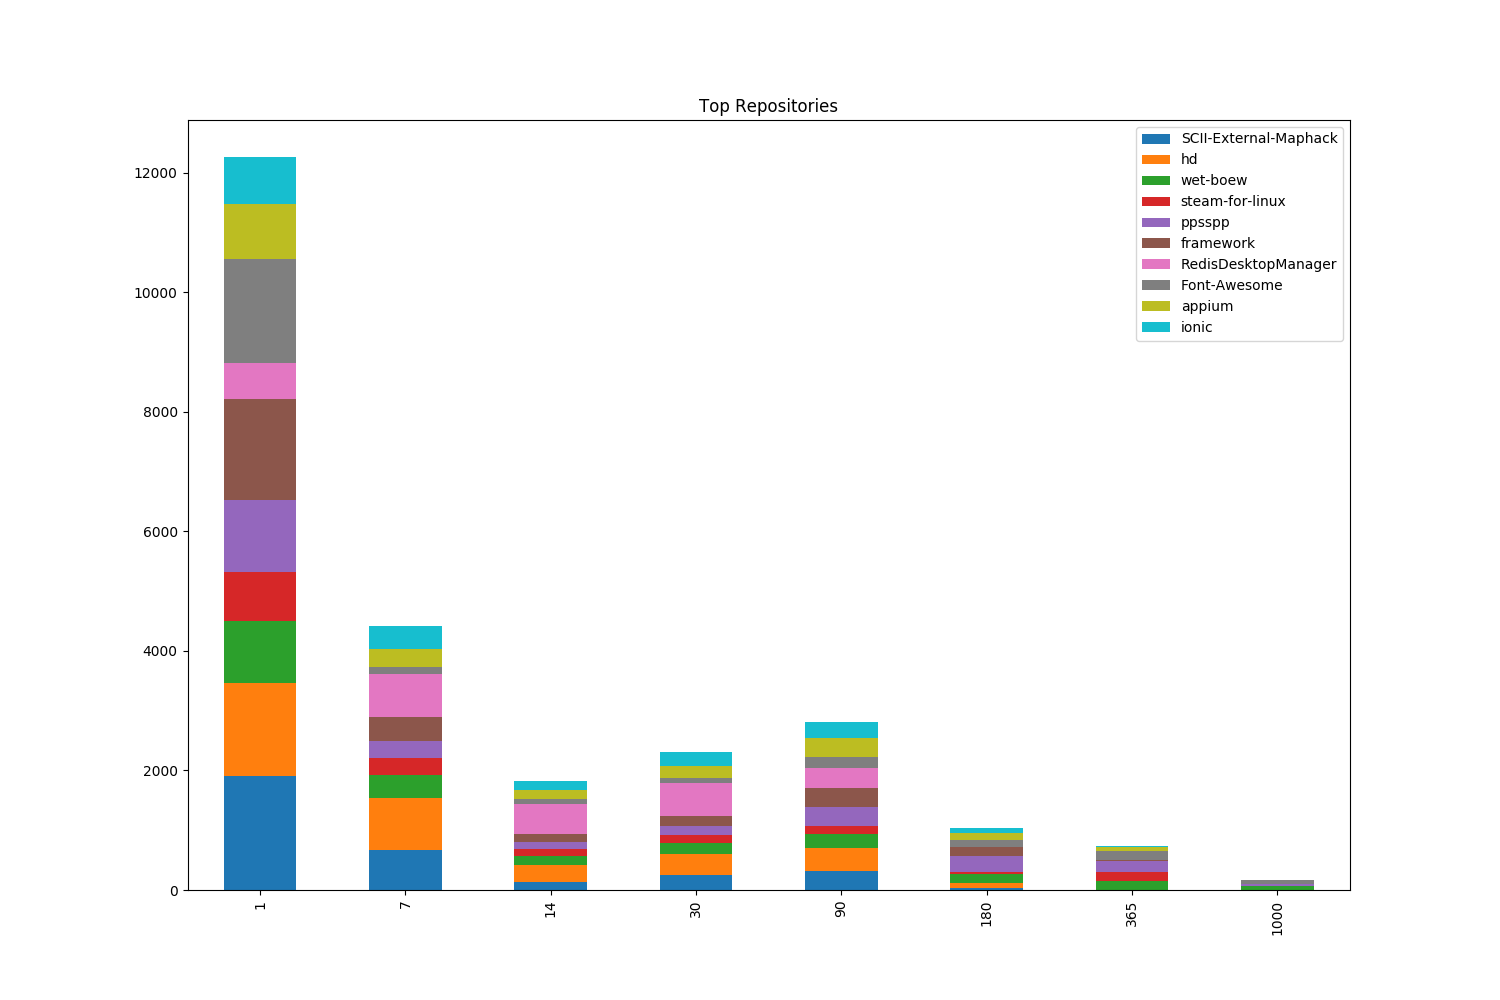 Top Repositories
SCII-External-Maphack
hd
wet-boew
steam-for-linux
ppsspp
framework
RedisDesktopManager
Font-Awesome
appium
ionic
12000
10000
8000
6000
4000
2000
0
1
7
14
30
90
180
365
1000